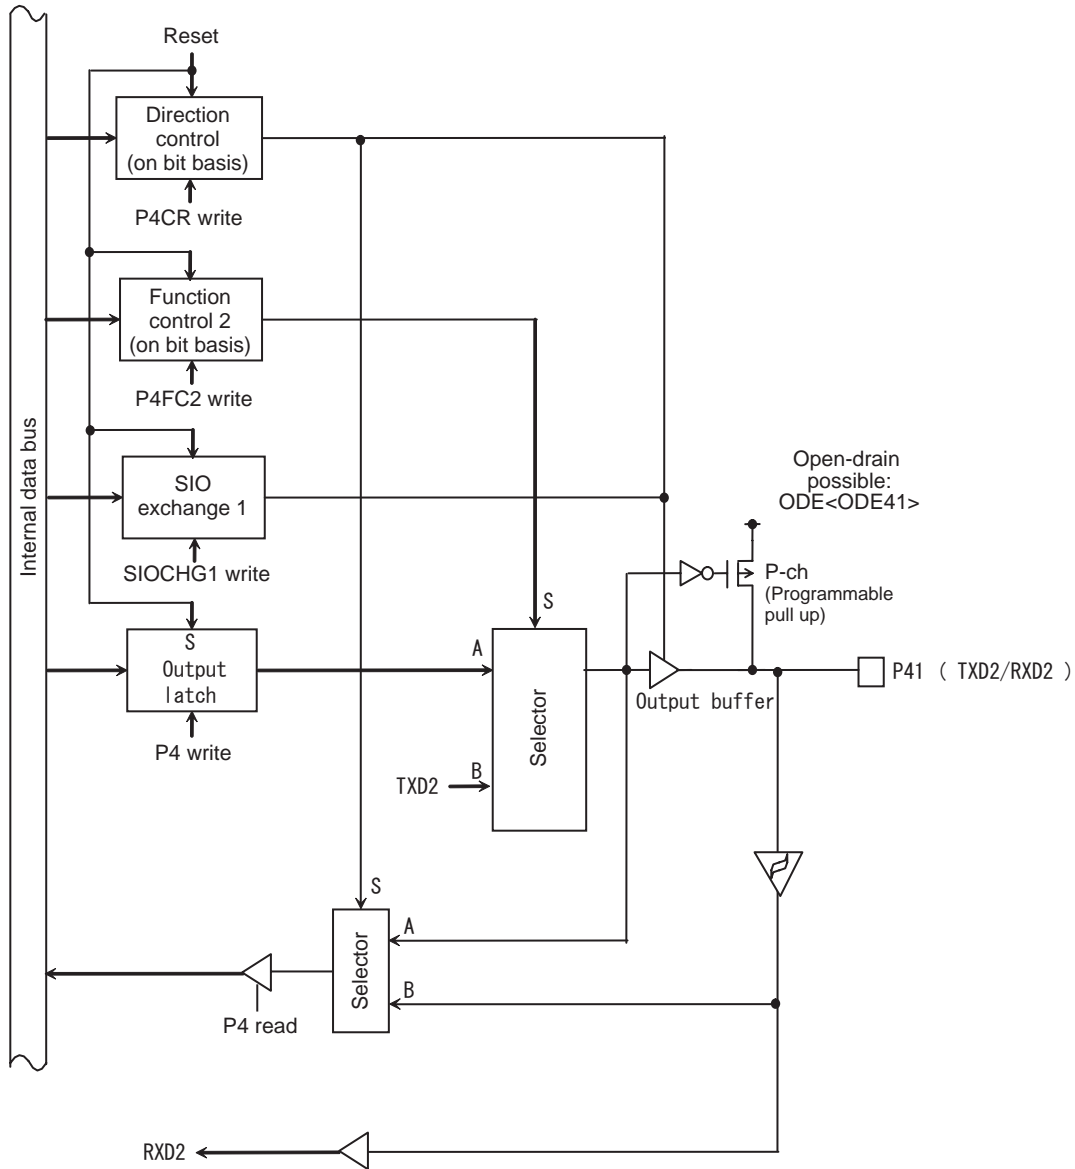 Reset
Direction
control
(on bit basis)
P4CR write
Function
control 2
(on bit basis)
P4FC2 write
Internal data bus
SIO
exchange 1
SIOCHG1 write
Open-drain
possible:
ODE<ODE41>
P-ch
(Programmable
pull up)
S
Output
latch
P4 write
A
S
Selector
B
TXD2
Output buffer
P41 ( TXD2/RXD2 )
S
A
Selector
B
P4 read
RXD2